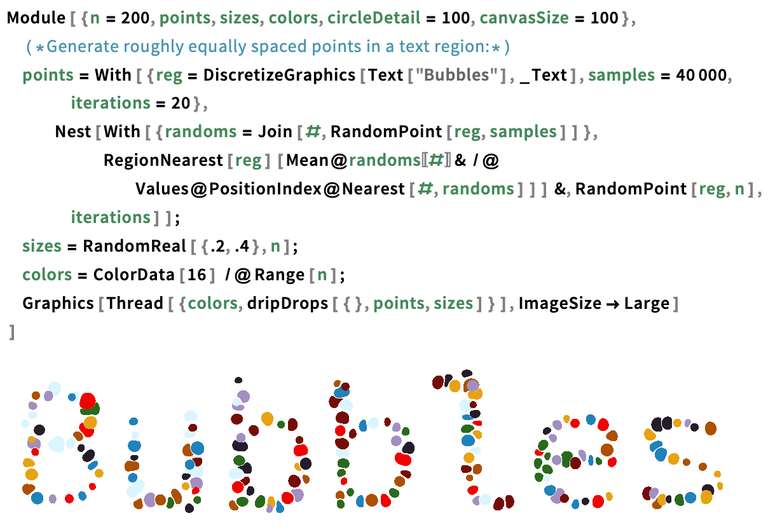 Module[{n = 200, points, sizes, colors, circleDetail = 100, canvasSize = 100},
(*Generate roughly equally spaced points in a text region:*)
points = With[{reg = DiscretizeGraphics[Text["Bubbles"], _Text], samples = 40000,
iterations = 20},
Nest[With[{randoms = Join[#, RandomPoint[reg, samples]]},
RegionNearest[reg][Mean@randoms〚#〛& /@
Values@PositionIndex@Nearest[#, randoms]]] &, RandomPoint[reg, n],
iterations]];
sizes = RandomReal[{.2, .4}, n];
colors = ColorData[16] /@ Range[n];
Graphics[Thread[{colors, dripDrops[{}, points, sizes]}], ImageSize → Large]
]
Bubbles